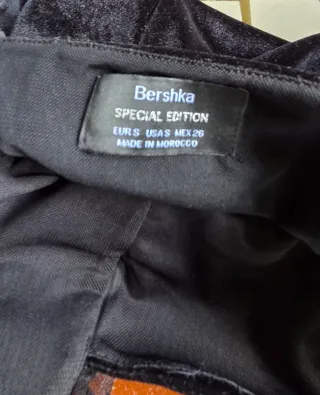 Bershka
SPECIAL EDITION
EUR S USA S MEX 26
MADE IN MOROCCO